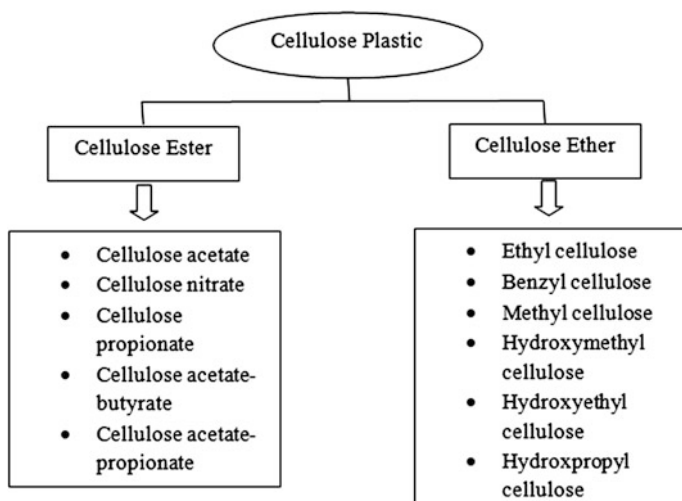 Cellulose Plastic
Cellulose Ester
Cellulose Ether
• Cellulose acetate
• Cellulose nitrate
• Cellulose
propionate
• Cellulose acetate-
butyrate
• Cellulose acetate-
propionate
• Ethyl cellulose
• Benzyl cellulose
• Methyl cellulose
• Hydroxymethyl
cellulose
• Hydroxyethyl
cellulose
• Hydroxpropyl
cellulose